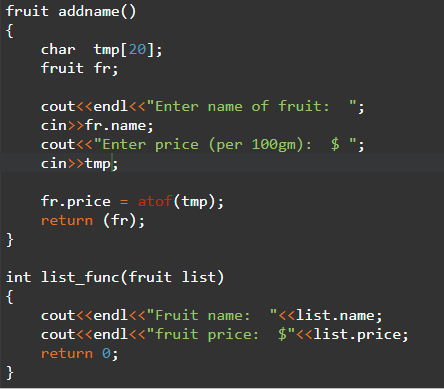 fruit addname()
{
    char  tmp[20];
    fruit fr;

    cout<<endl<<"Enter name of fruit:  ";
    cin>>fr.name;
    cout<<"Enter price (per 100gm):  $ ";
    cin>>tmp;

    fr.price = atof(tmp);
    return (fr);
}

int list_func(fruit list)
{
    cout<<endl<<"Fruit name:  "<<list.name;
    cout<<endl<<"fruit price:  $"<<list.price;
    return 0;
}